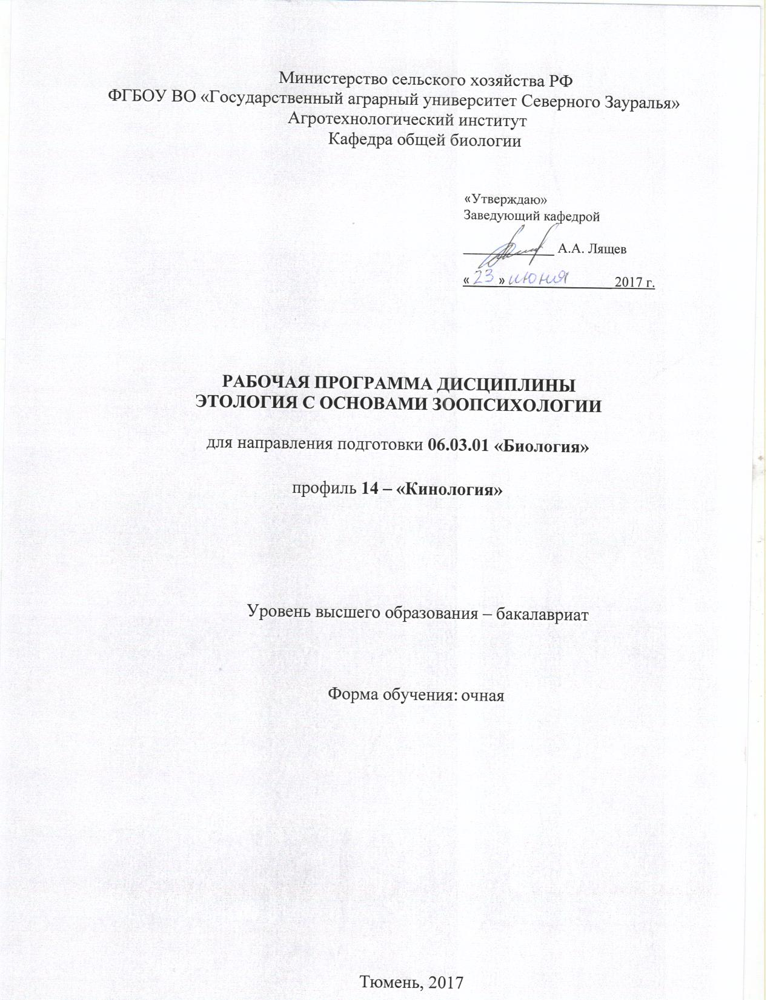 Министерство сельского хозяйства РФ
ФГБОУ ВО «Государственный аграрный университет Северного Зауралья»
Агротехнологический институт
Кафедра общей биологии
«Утверждаю»
Заведующий кафедрой
А.А. Лящев
«23» июня 2017 г.
РАБОЧАЯ ПРОГРАММА ДИСЦИПЛИНЫ
ЭТОЛОГИЯ С ОСНОВАМИ ЗООПСИХОЛОГИИ
для направления подготовки 06.03.01 «Биология»
профиль 14 – «Кинология»
Уровень высшего образования – бакалавриат
Форма обучения: очная
Тюмень, 2017